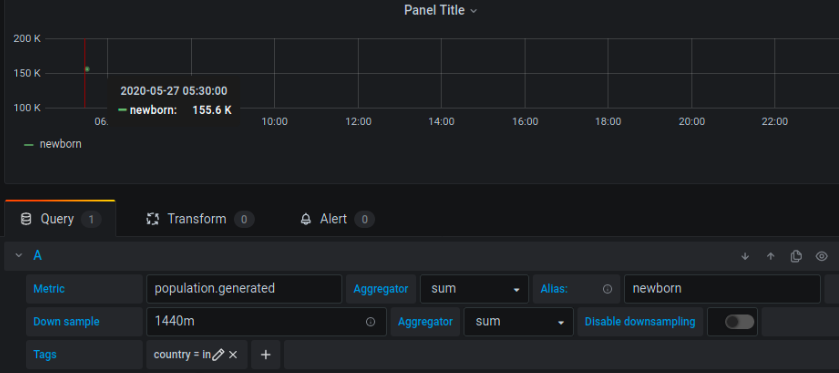 Panel Title
200 K
150 K
100 K
2020-05-27 05:30:00
newborn: 155.6 K
06: 10:00 12:00 14:00 16:00 18:00 20:00 22:00
newborn
Query 1 Transform 0 Alert 0
A
Metric population.generated Aggregator sum Alias: newborn
Down sample 1440m Aggregator sum Disable downsampling
Tags country = in +